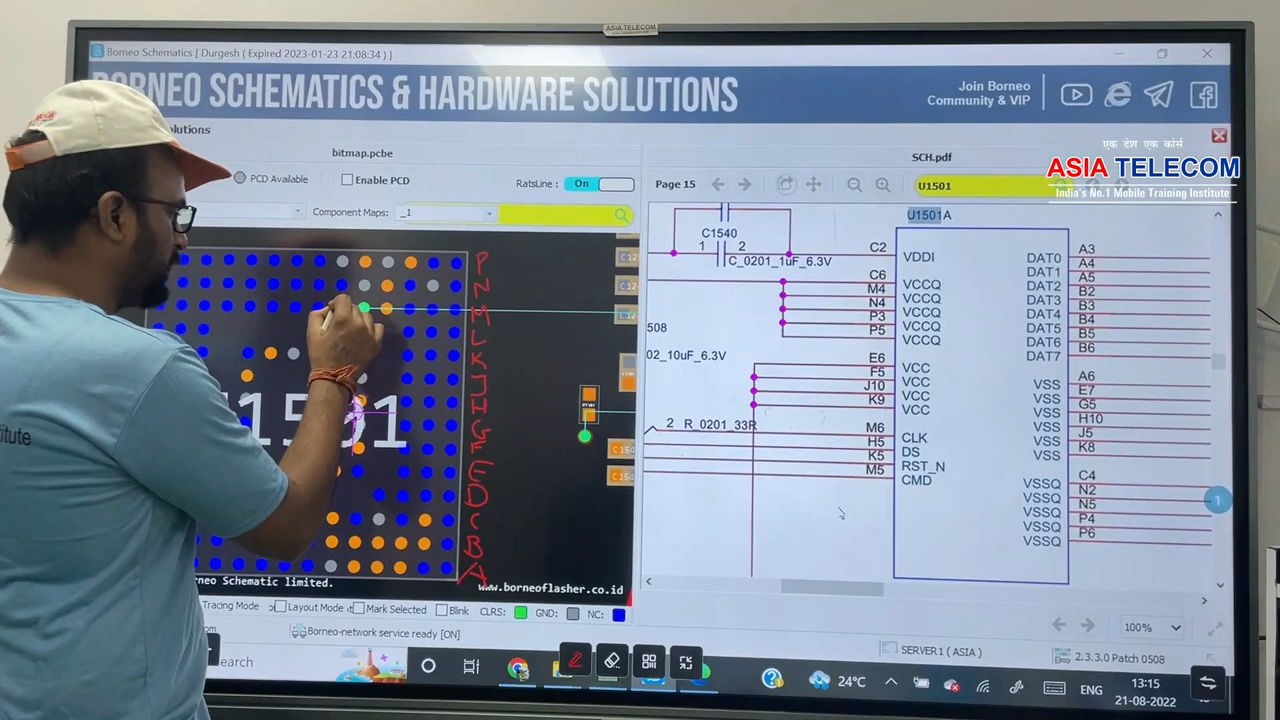 ASIA TELECOM
Borneo Schematics [ Durgesh ( Expired 2023-01-23 21:08:34 ) ]
BORNEO SCHEMATICS & HARDWARE SOLUTIONS
Join Borneo
Community & VIP
olutions
bitmap.pcbe
SCH.pdf
एक देश एक कोर्स
ASIA TELECOM
India's No.1 Mobile Training Institute
PCD Available
Enable PCD
RatsLine :
On
Page 15
U1501
Component Maps:
_1
U1501A
C1540
1 2
C_0201_1uF_6.3V
508
02_10uF_6.3V
2 R_0201_33R
C2 VDDI
C6 VCCQ
M4 VCCQ
N4 VCCQ
P3 VCCQ
P5 VCCQ
E6 VCC
F5 VCC
J10 VCC
K9 VCC
M6 CLK
H5 DS
K5 RST_N
M5 CMD
DAT0 A3
DAT1 A4
DAT2 A5
DAT3 B2
DAT4 B3
DAT5 B4
DAT6 B5
DAT7 B6
VSS A6
VSS E7
VSS G5
VSS H10
VSS J5
VSS K8
VSSQ C4
VSSQ N2
VSSQ N5
VSSQ P4
VSSQ P6
1
P
N
M
L
K
J
H
G
F
E
D
C
B
A
1501
itute
neo Schematic limited.
www.borneoflasher.co.id
Tracing Mode
Layout Mode
Mark Selected
Blink
CLRS:
GND:
NC:
om
Borneo-network service ready [ON]
SERVER1 ( ASIA )
100%
2.3.3.0 Patch 0508
earch
24°C
ENG
13:15
21-08-2022